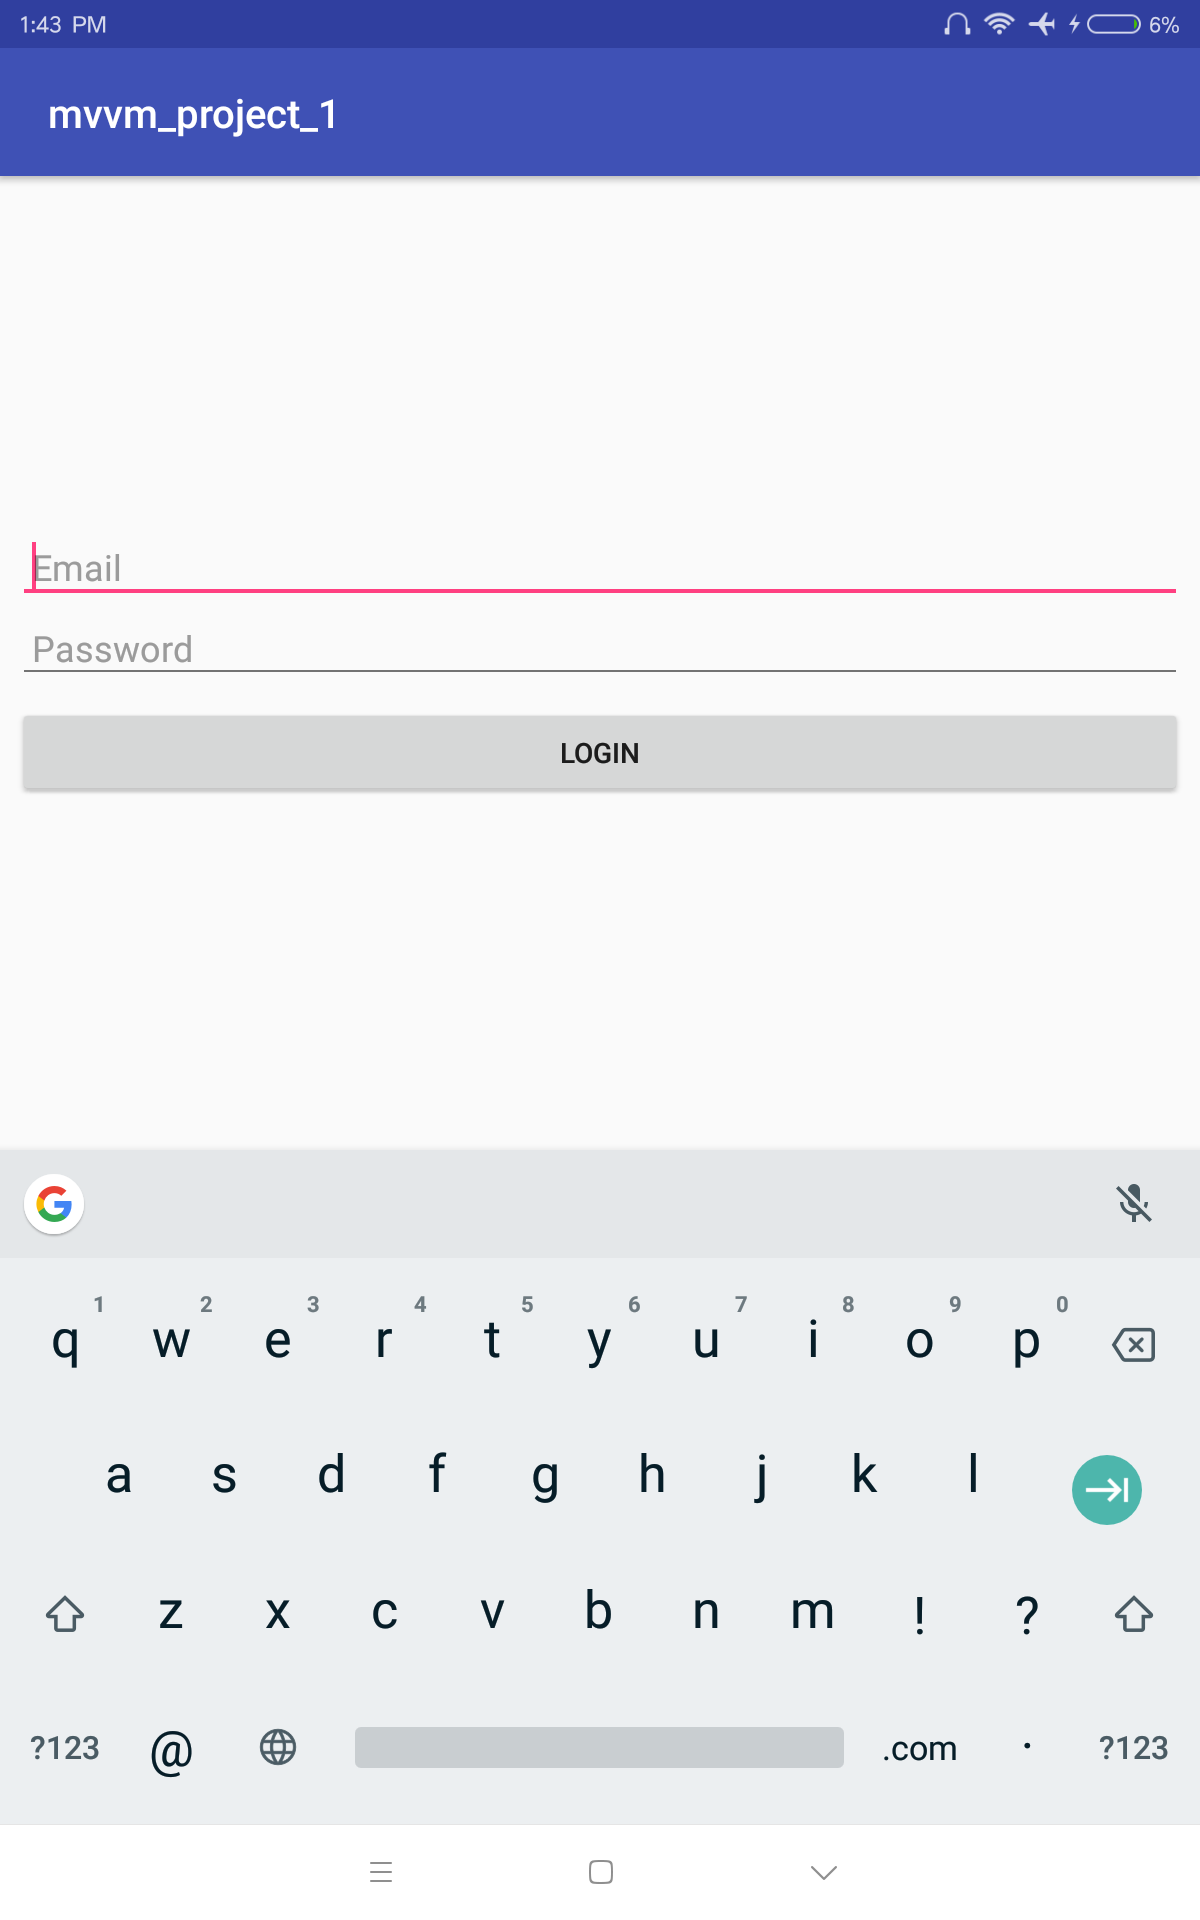 1:43 PM 6%
mvvm_project_1
Email
Password
LOGIN
1 2 3 4 5 6 7 8 9 0
q w e r t y u i o p
a s d f g h j k l
z x c v b n m ! ?
?123 @ .com . ?123